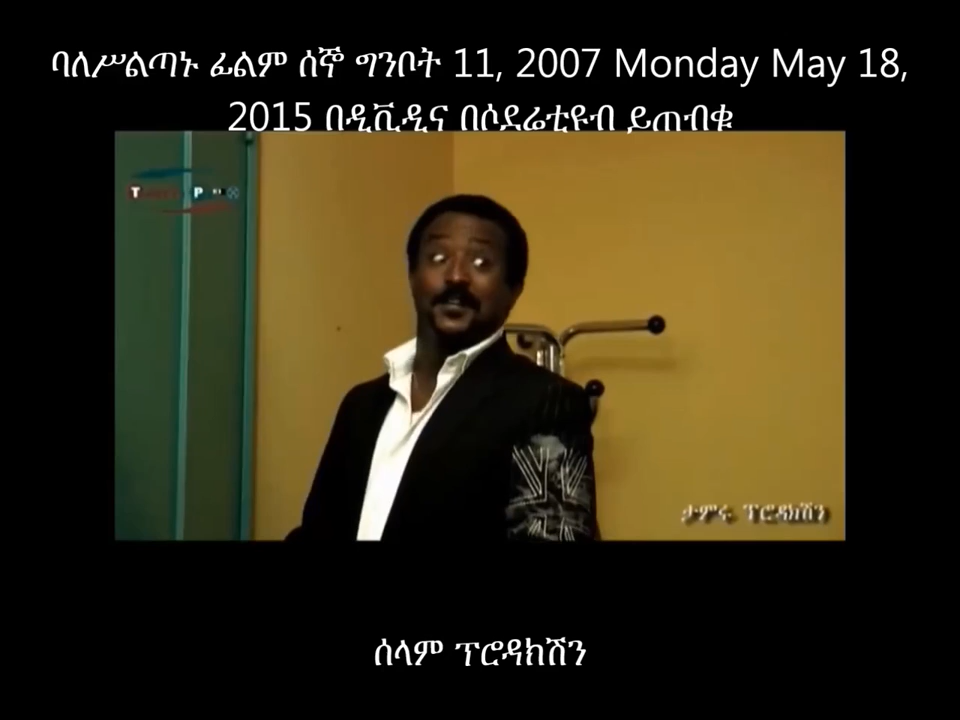 ባለሥልጣኑ ፊልም ሰኞ ግንቦት 11, 2007 Monday May 18,
2015 በዲቪዲና በሶደሬቲዩብ ይጠብቁ
ታምሩ ፕሮዳክሽን
ሰላም ፕሮዳክሽን